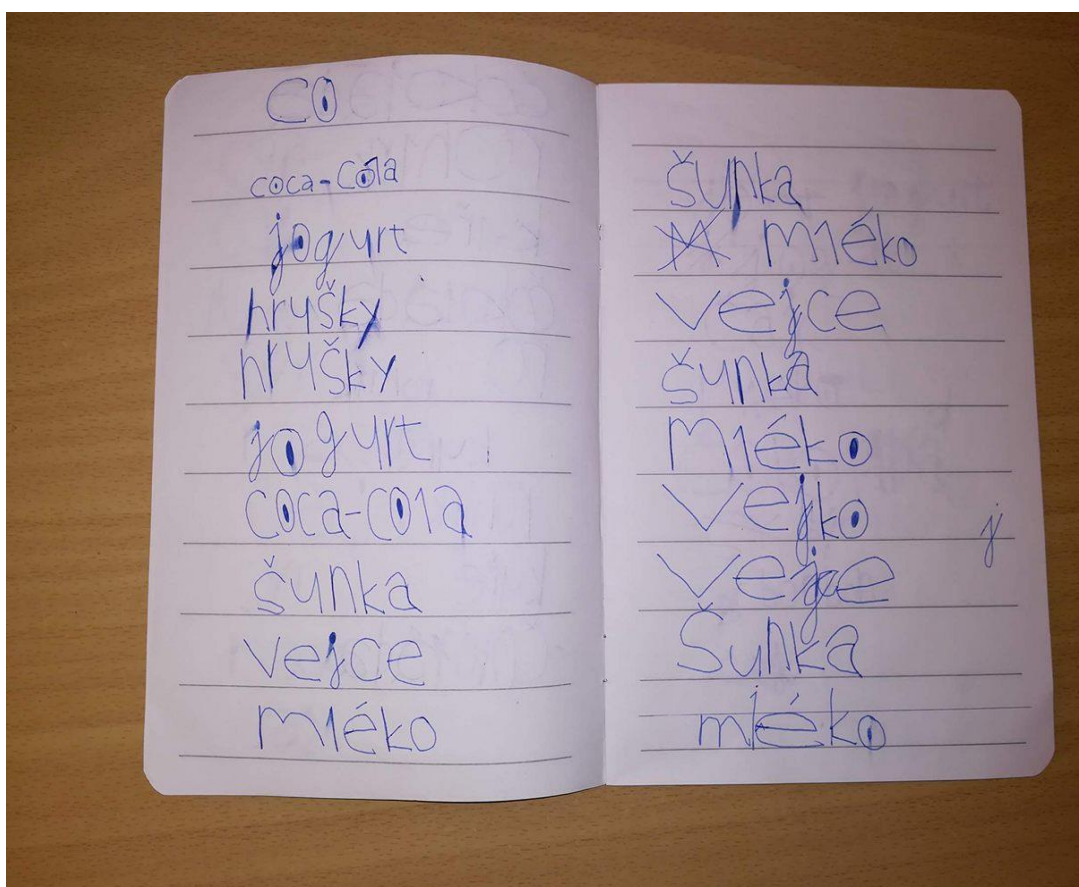 CO
coca-cola
jogurt
hrušky
hrušky
jogurt
coca-cola
šunka
vejce
mléko
šunka
mléko
vejce
šunka
mléko
vejko
j
vejce
šunka
mléko